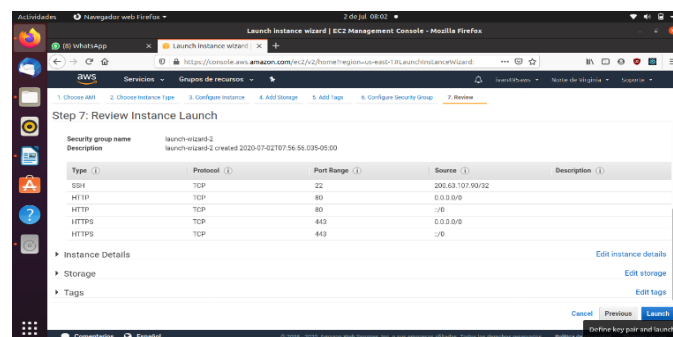 Actividades Navegador web Firefox 2 de jul 08:02
Launch instance wizard | EC2 Management Console - Mozilla Firefox
(8) WhatsApp Launch instance wizard |
https://console.aws.amazon.com/ec2/v2/home?region=us-east-1#LaunchInstanceWizard:
aws Servicios Grupos de recursos Norte de Virginia Soporte
1. Choose AMI 2. Choose Instance Type 3. Configure Instance 4. Add Storage 5. Add Tags 6. Configure Security Group 7. Review
Step 7: Review Instance Launch
Security group name launch-wizard-2
Description launch-wizard-2 created 2020-07-02T07:56:56.035-05:00
Type Protocol Port Range Source Description
SSH TCP 22 200.63.107.90/32
HTTP TCP 80 0.0.0.0/0
HTTP TCP 80 ::/0
HTTPS TCP 443 0.0.0.0/0
HTTPS TCP 443 ::/0
Instance Details Edit instance details
Storage Edit storage
Tags Edit tags
Cancel Previous Launch
Define key pair and launch
Comentarios Español